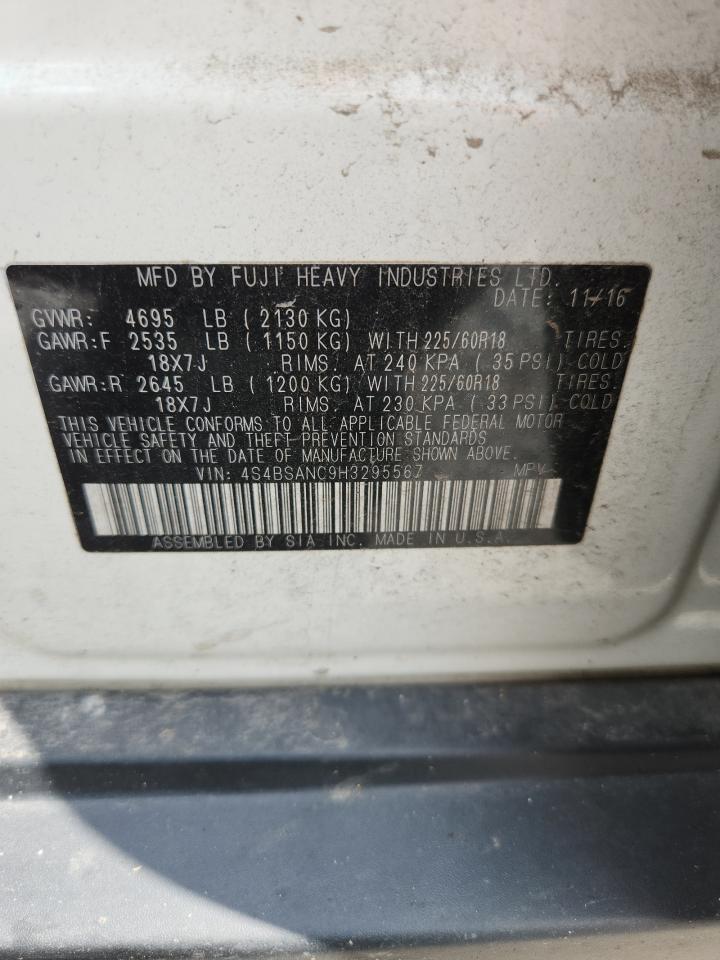 MFD BY FUJI HEAVY INDUSTRIES LTD.
DATE: 11/16
GVWR: 4695 LB ( 2130 KG)
GAWR:F 2535 LB ( 1150 KG) WITH 225/60R18 TIRES.
18X7J RIMS. AT 240 KPA ( 35 PSI) COLD
GAWR:R 2645 LB ( 1200 KG) WITH 225/60R18 TIRES.
18X7J RIMS. AT 230 KPA ( 33 PSI) COLD
THIS VEHICLE CONFORMS TO ALL APPLICABLE FEDERAL MOTOR
VEHICLE SAFETY AND THEFT PREVENTION STANDARDS
IN EFFECT ON THE DATE OF MANUFACTURE SHOWN ABOVE.
VIN: 4S4BSANC9H3295567 MPV
ASSEMBLED BY SIA INC. MADE IN U.S.A.